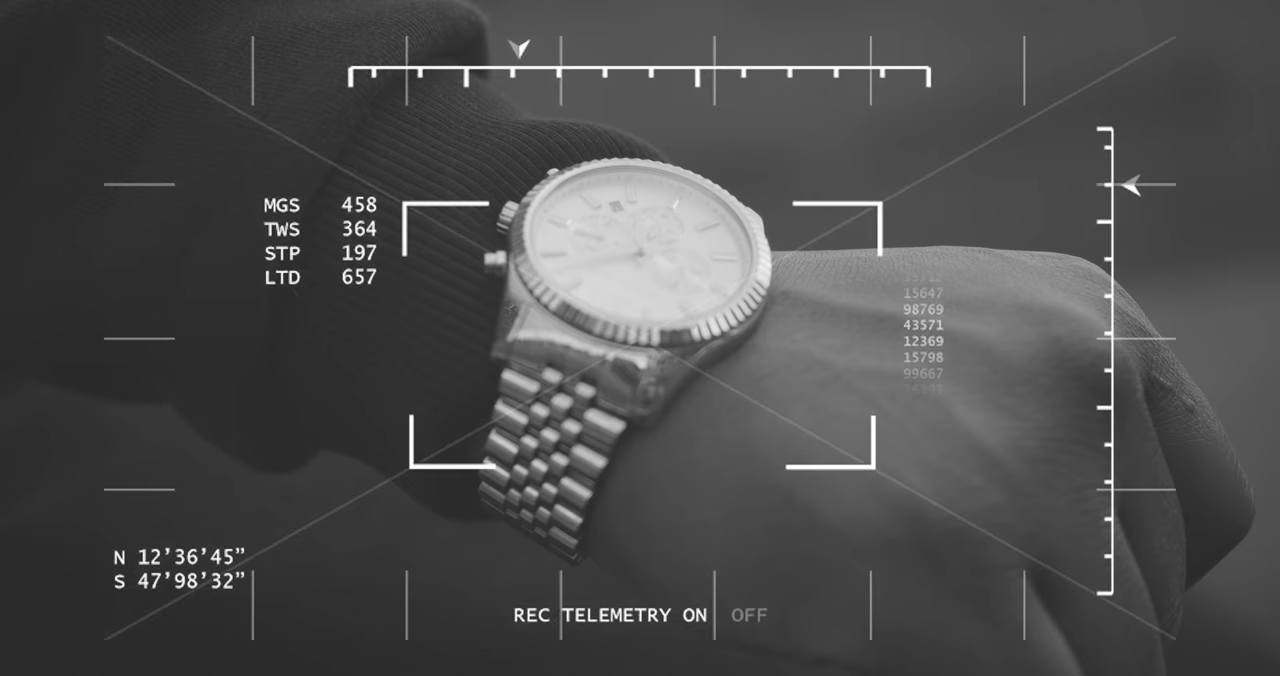 MGS 458
TWS 364
STP 197
LTD 657
15647
98769
43571
12369
15798
99667
N 12’36’45”
S 47’98’32”
REC TELEMETRY ON OFF